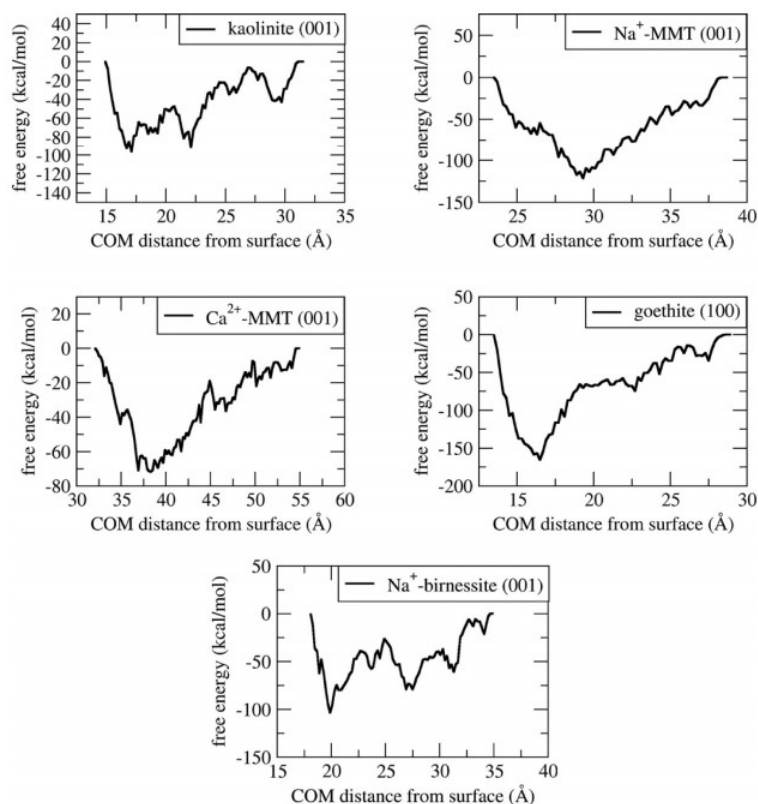 kaolinite (001)
free energy (kcal/mol)
40
20
0
-20
-40
-60
-80
-100
-120
-140
10 15 20 25 30 35
COM distance from surface (Å)
Na+-MMT (001)
free energy (kcal/mol)
50
0
-50
-100
-150
25 30 35 40
COM distance from surface (Å)
Ca2+-MMT (001)
free energy (kcal/mol)
20
0
-20
-40
-60
-80
30 35 40 45 50 55 60
COM distance from surface (Å)
goethite (100)
free energy (kcal/mol)
50
0
-50
-100
-150
-200
15 20 25 30
COM distance from surface (Å)
Na+-birnessite (001)
free energy (kcal/mol)
50
0
-50
-100
-150
15 20 25 30 35 40
COM distance from surface (Å)